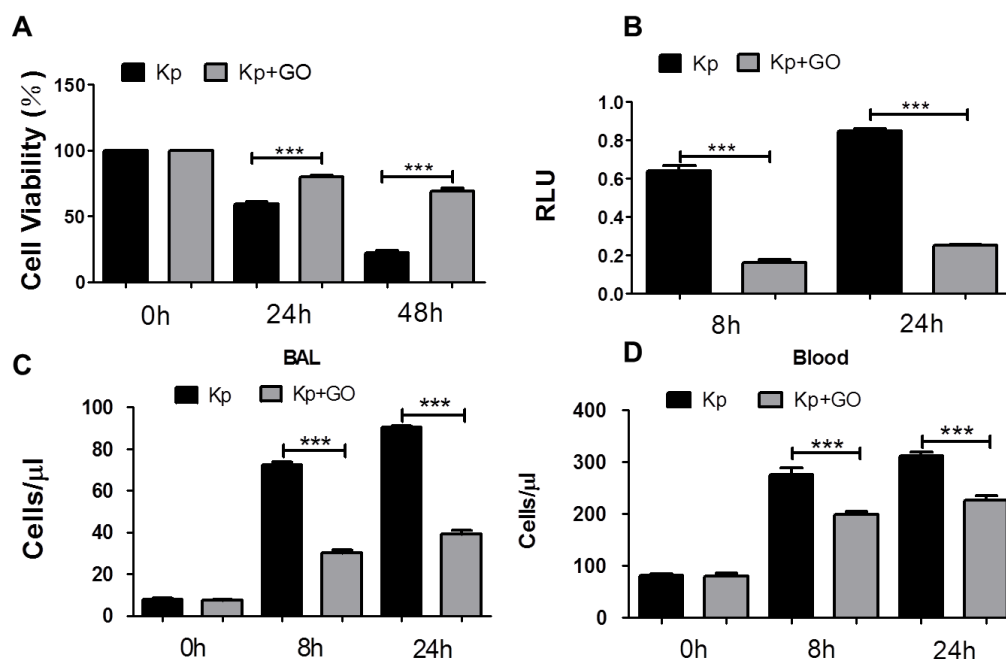 A
Kp Kp+GO
Cell Viability (%)
150
100
50
0
***
***
0h 24h 48h
B
Kp Kp+GO
RLU
1.0
0.8
0.6
0.4
0.2
0.0
***
***
8h 24h
C
BAL
Kp Kp+GO
Cells/µl
100
80
60
40
20
0
***
***
0h 8h 24h
D
Blood
Kp Kp+GO
Cells/µl
400
300
200
100
0
***
***
0h 8h 24h